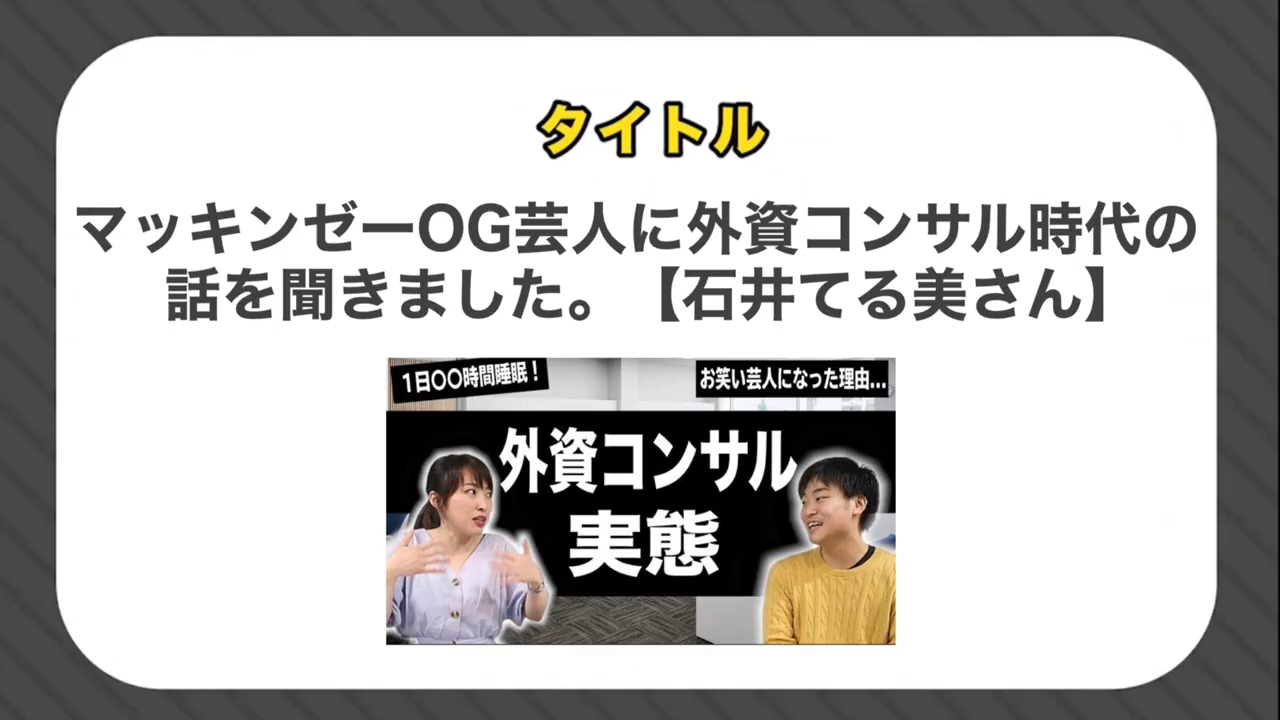 タイトル
マッキンゼーOG芸人に外資コンサル時代の
話を聞きました。【石井てる美さん】
1日〇〇時間睡眠！
お笑い芸人になった理由...
外資コンサル
実態